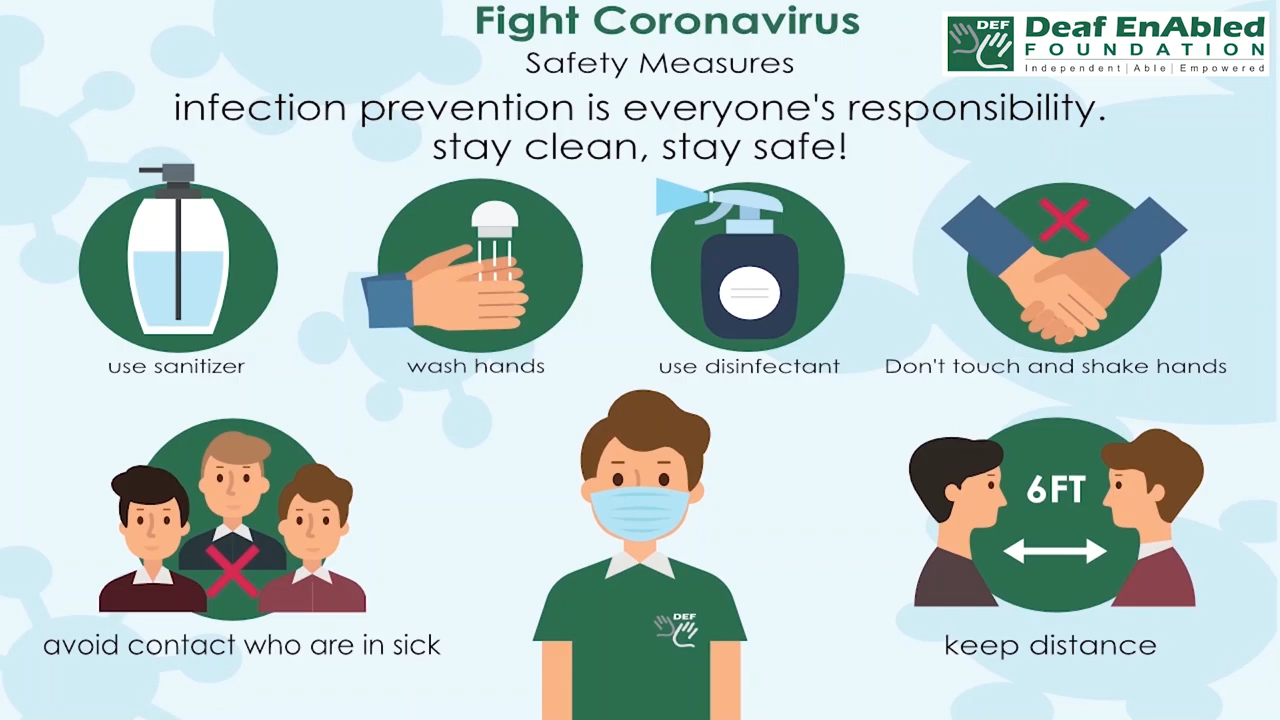 Fight Coronavirus
Safety Measures
DEF
Deaf EnAbled
FOUNDATION
Independent | Able | Empowered
infection prevention is everyone's responsibility.
stay clean, stay safe!
use sanitizer
wash hands
use disinfectant
Don't touch and shake hands
6FT
DEF
avoid contact who are in sick
keep distance